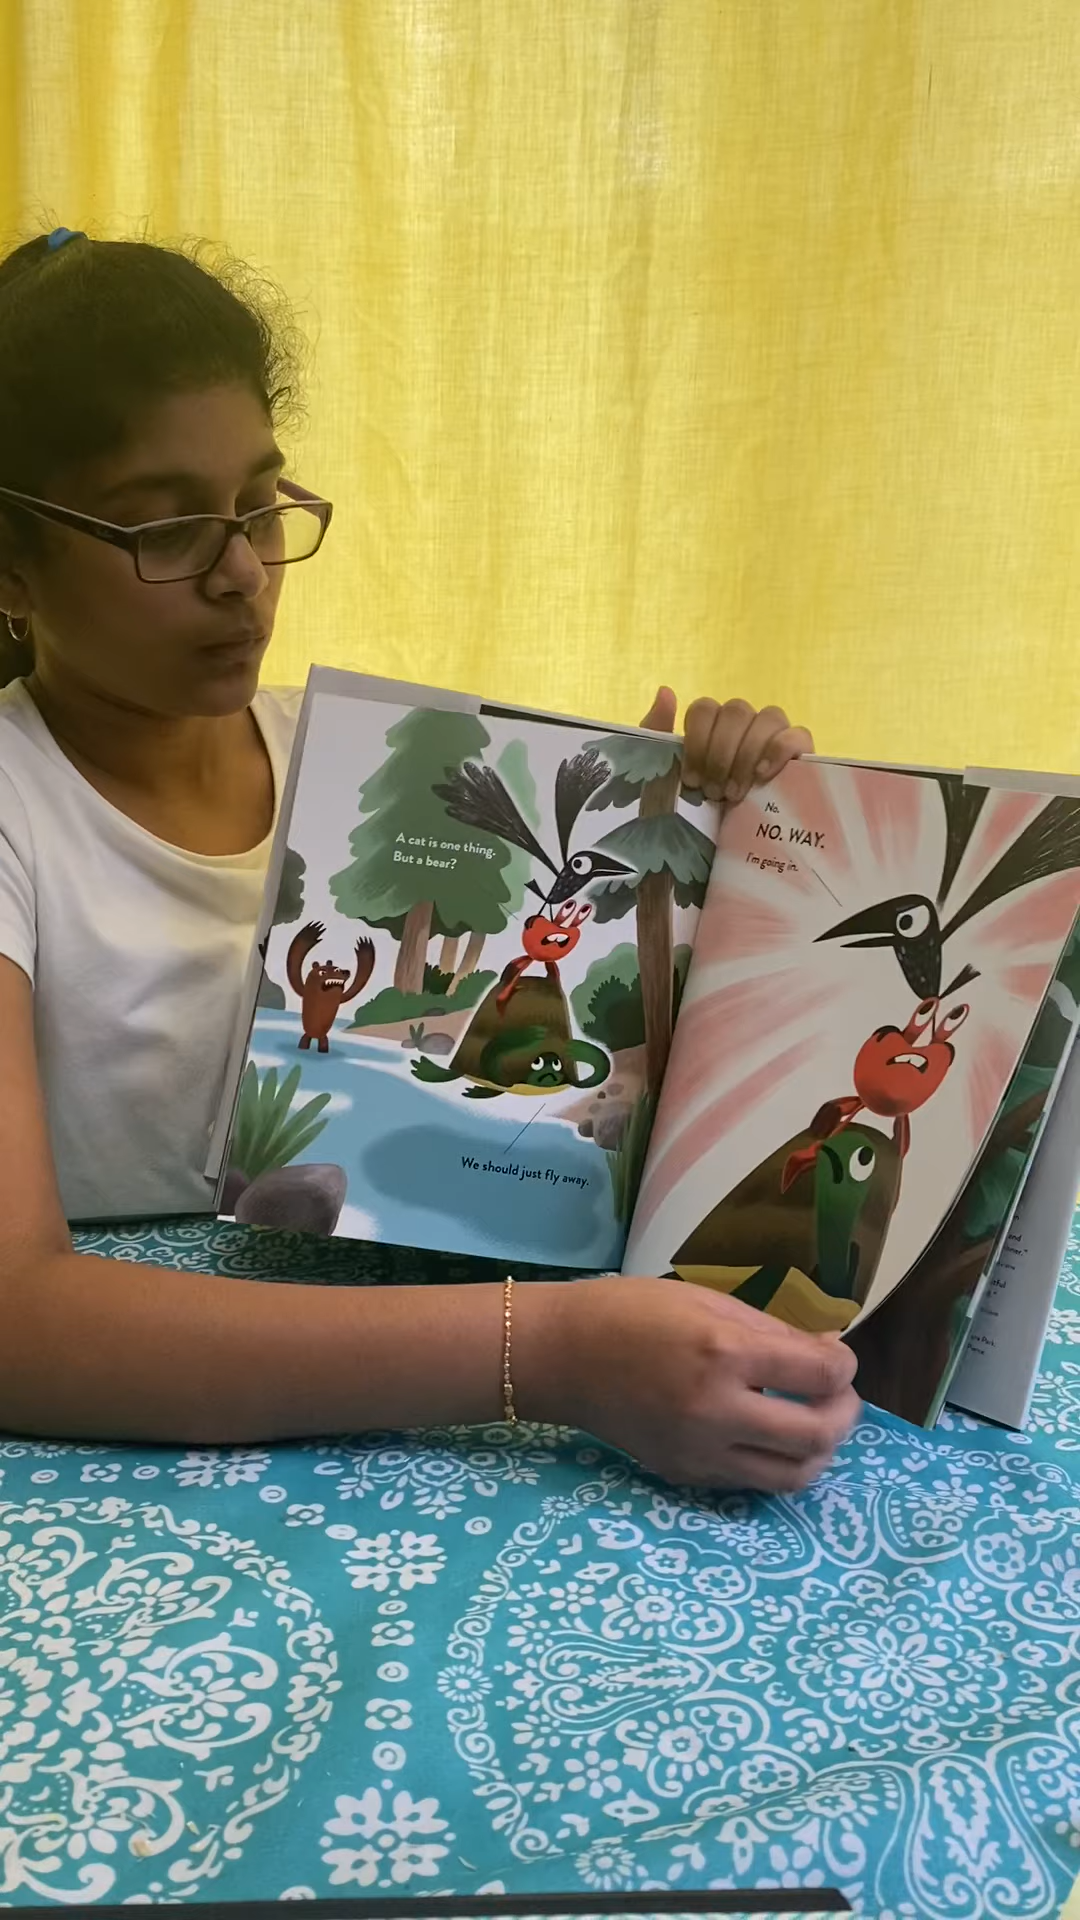 A cat is one thing.
But a bear?
We should just fly away.
No.
NO. WAY.
I'm going in.